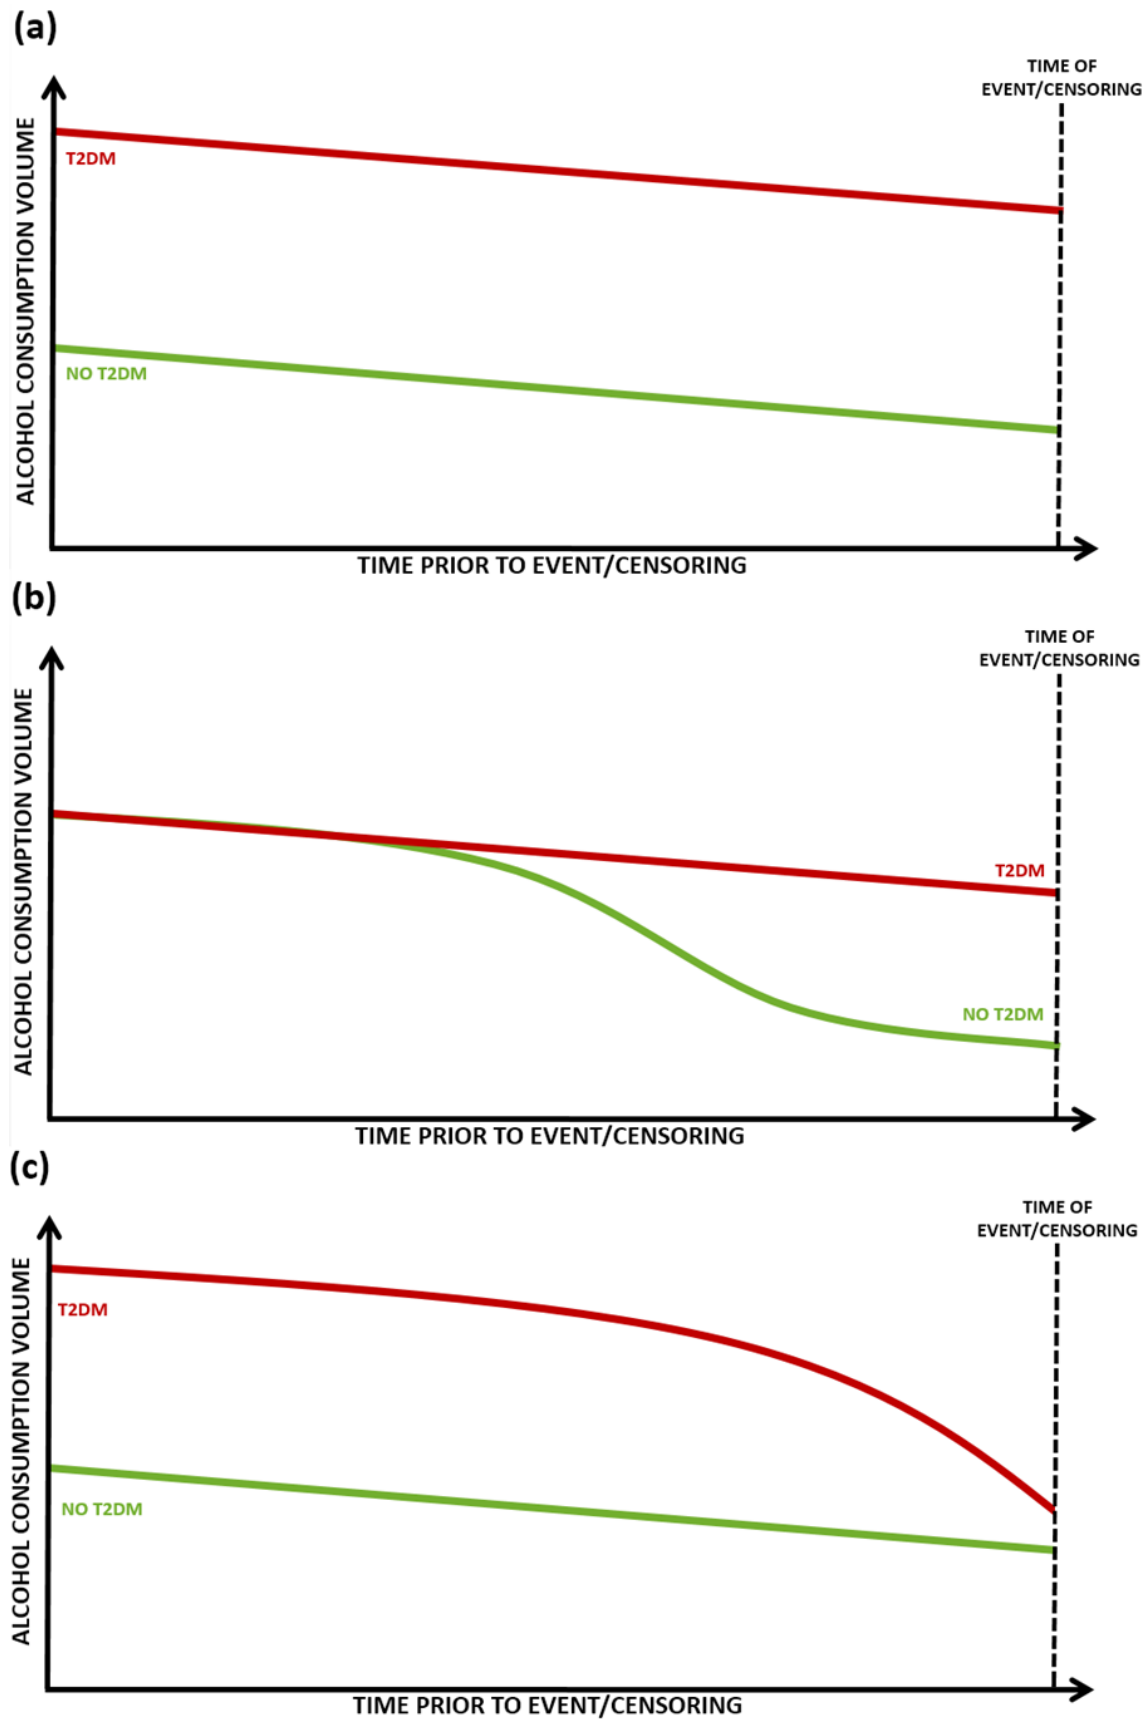 (a)
TIME OF
EVENT/CENSORING
ALCOHOL CONSUMPTION VOLUME
T2DM
NO T2DM
TIME PRIOR TO EVENT/CENSORING
(b)
TIME OF
EVENT/CENSORING
ALCOHOL CONSUMPTION VOLUME
T2DM
NO T2DM
TIME PRIOR TO EVENT/CENSORING
(c)
TIME OF
EVENT/CENSORING
ALCOHOL CONSUMPTION VOLUME
T2DM
NO T2DM
TIME PRIOR TO EVENT/CENSORING